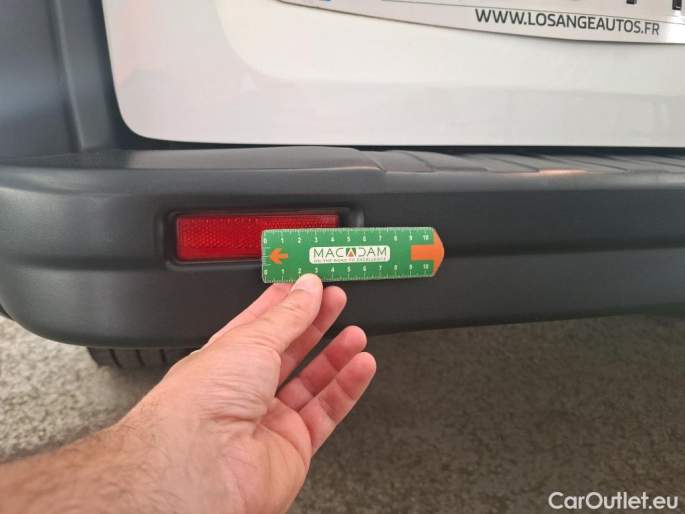 WWW.LOSANGEAUTOS.FR
0 1 2 3 4 5 6 7 8 9 10
MACADAM
ON THE ROAD TO EXCELLENCE
0 1 2 3 4 5 6 7 8 9 10
CarOutlet.eu